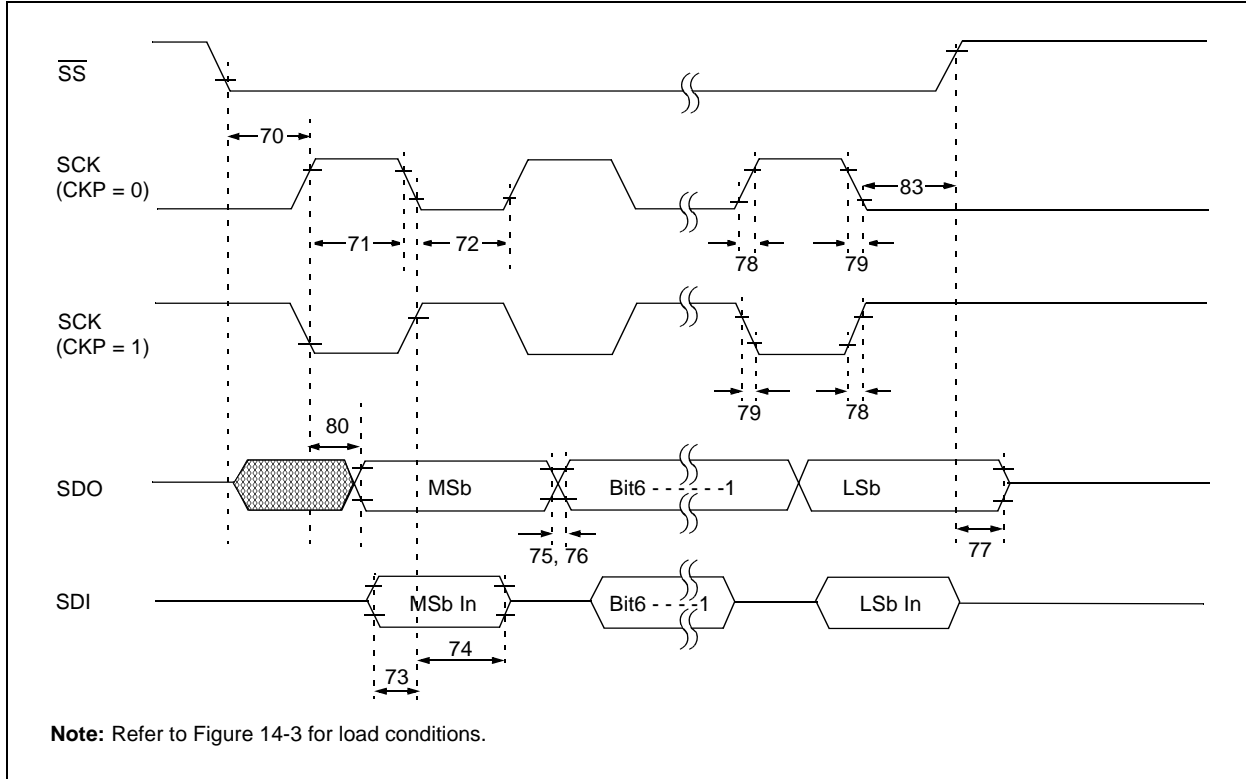 SS
70
SCK
(CKP = 0)
83
71
72
78
79
SCK
(CKP = 1)
79
78
80
SDO
MSb
Bit6 - - - - - -1
LSb
75, 76
77
SDI
MSb In
Bit6 - - - -1
LSb In
74
73
Note: Refer to Figure 14-3 for load conditions.